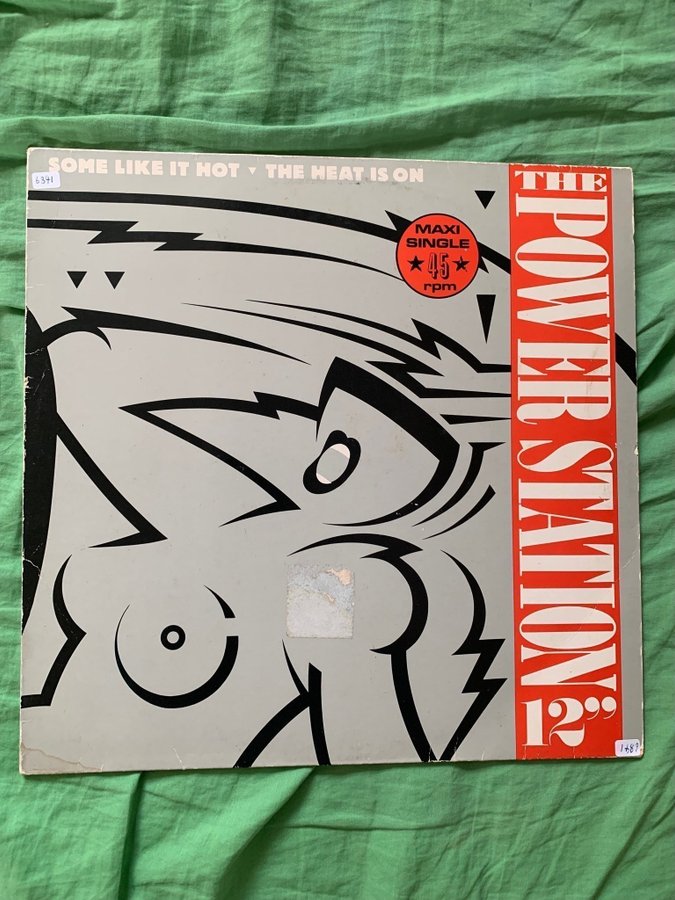 SOME LIKE IT HOT ▼ THE HEAT IS ON
6341
MAXI
SINGLE
★ 45 ★
rpm
THE
POWER STATION
12”